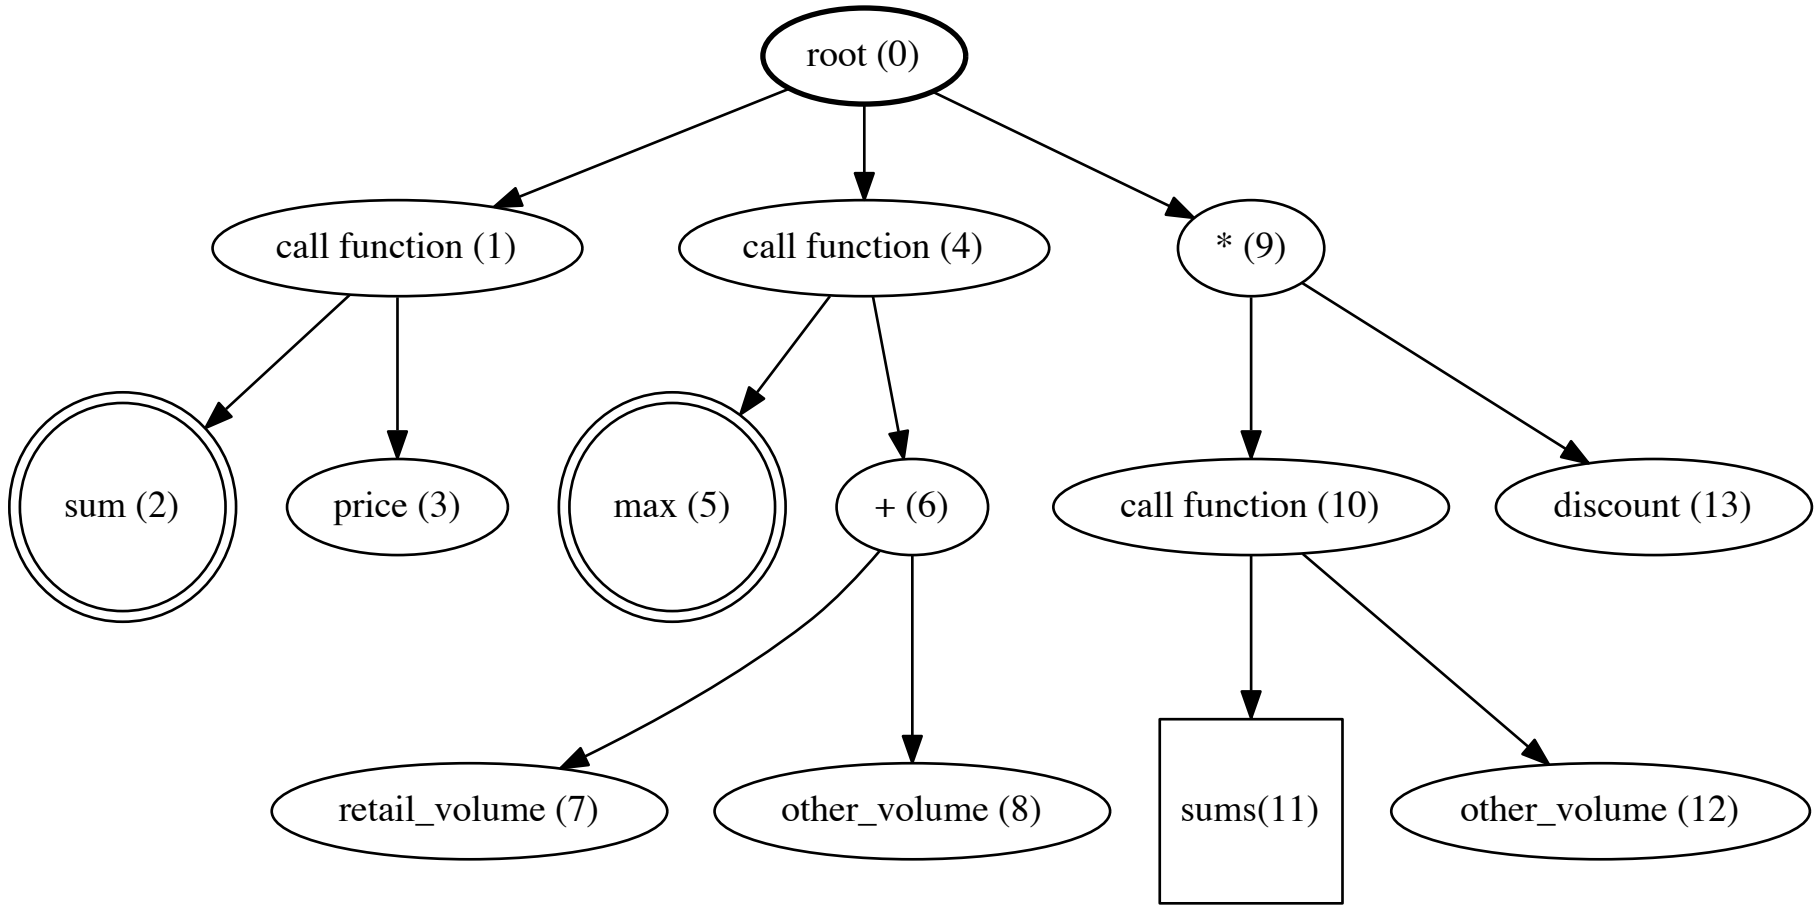 root (0)
call function (1)
call function (4)
* (9)
sum (2)
price (3)
max (5)
+ (6)
call function (10)
discount (13)
retail_volume (7)
other_volume (8)
sums(11)
other_volume (12)